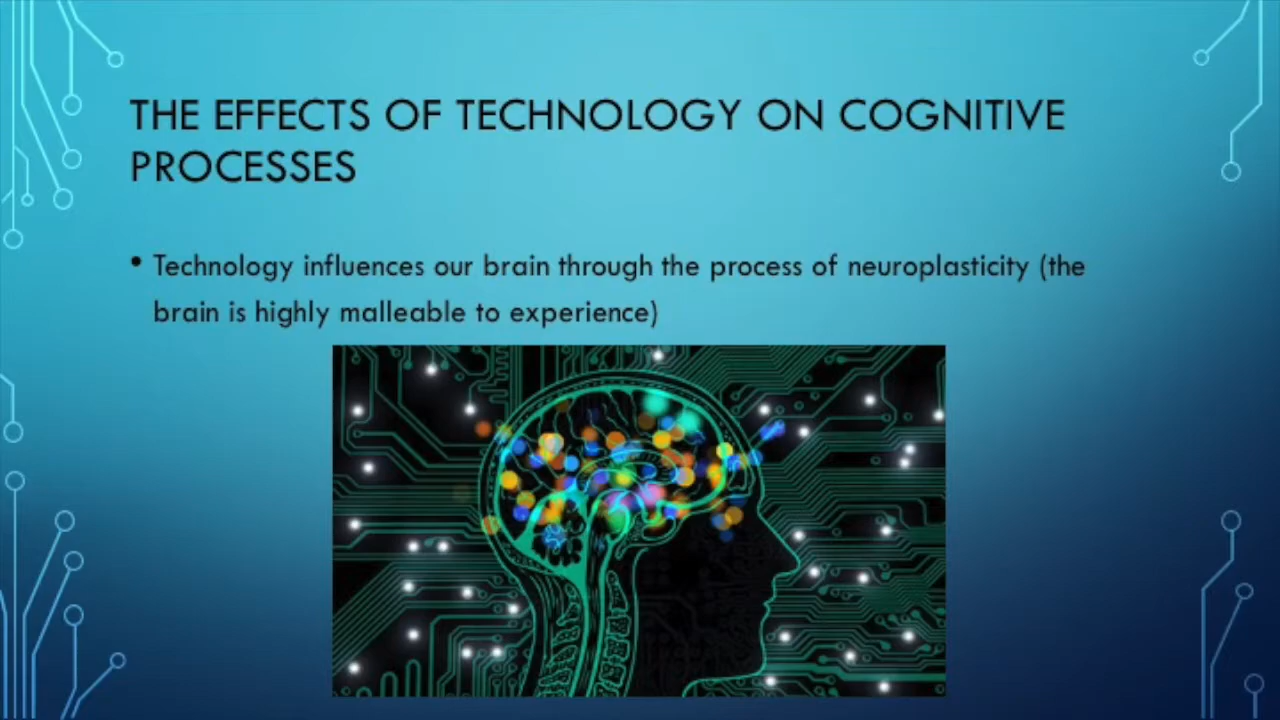 THE EFFECTS OF TECHNOLOGY ON COGNITIVE
PROCESSES
• Technology influences our brain through the process of neuroplasticity (the
brain is highly malleable to experience)